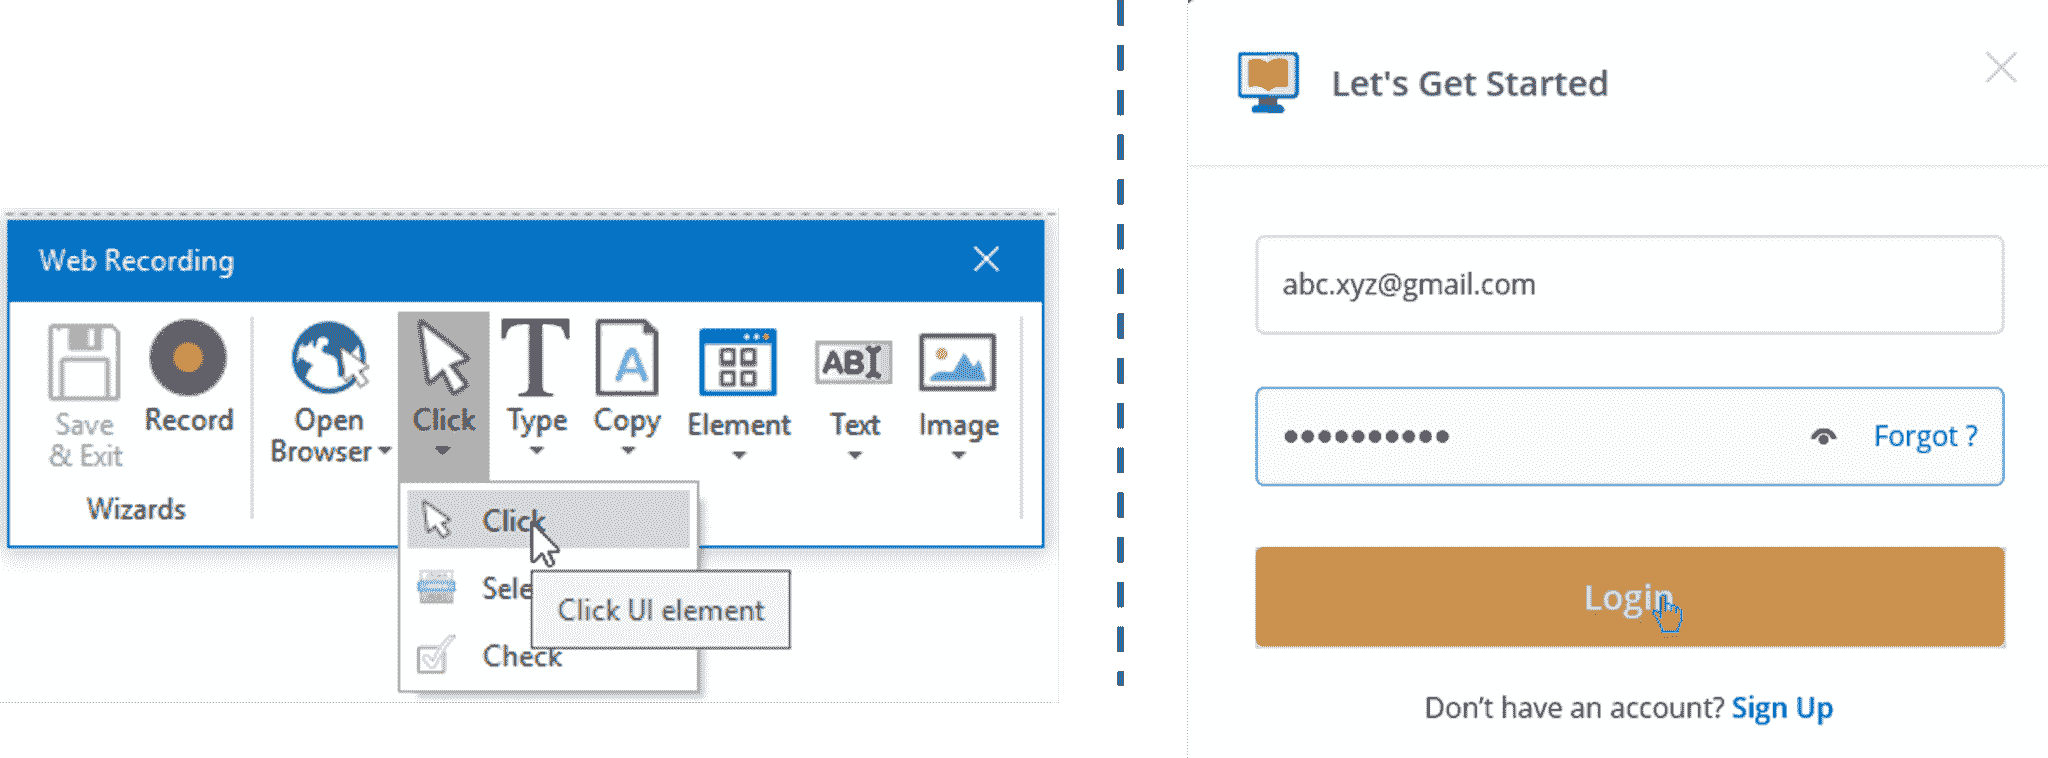 Web Recording
Save
& Exit
Record
Wizards
Open
Browser
Click
Type
Copy
A
Element
ABI
Text
Image
Click
Click UI element
Check
Let's Get Started
abc.xyz@gmail.com
Forgot ?
Login
Don't have an account? Sign Up